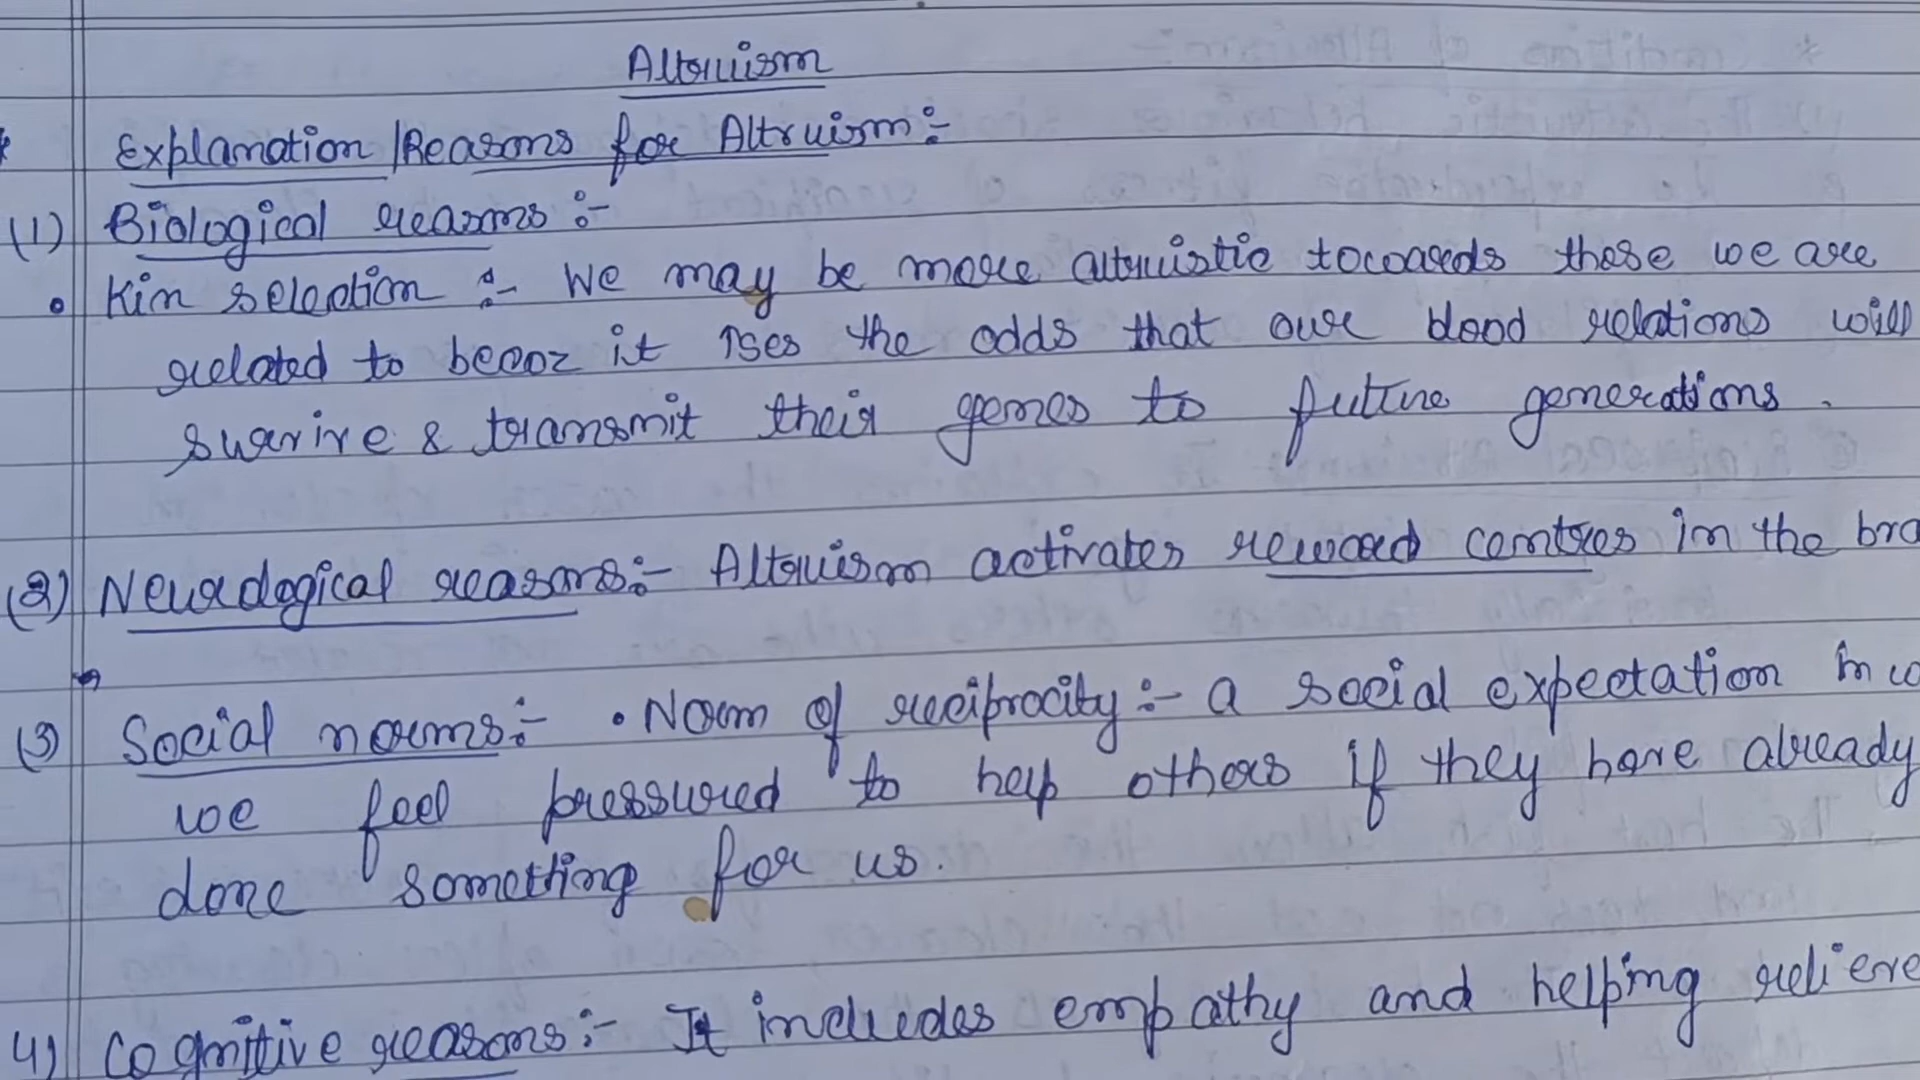 Altruism
Explanation/Reasons for Altruism:-
(1) Biological reasons :-
• Kin selection :- We may be more altruistic towards those we are
related to becoz it ↑ses the odds that our blood relations will
survive & transmit their genes to future generations.
(2) Neurological reasons:- Altruism activates reward centres in the bra
(3) Social norms:- • Norm of reciprocity :- a social expectation in w
we feel pressured to help others if they have already
done something for us.
4) Cognitive reasons:- It includes empathy and helping relieve